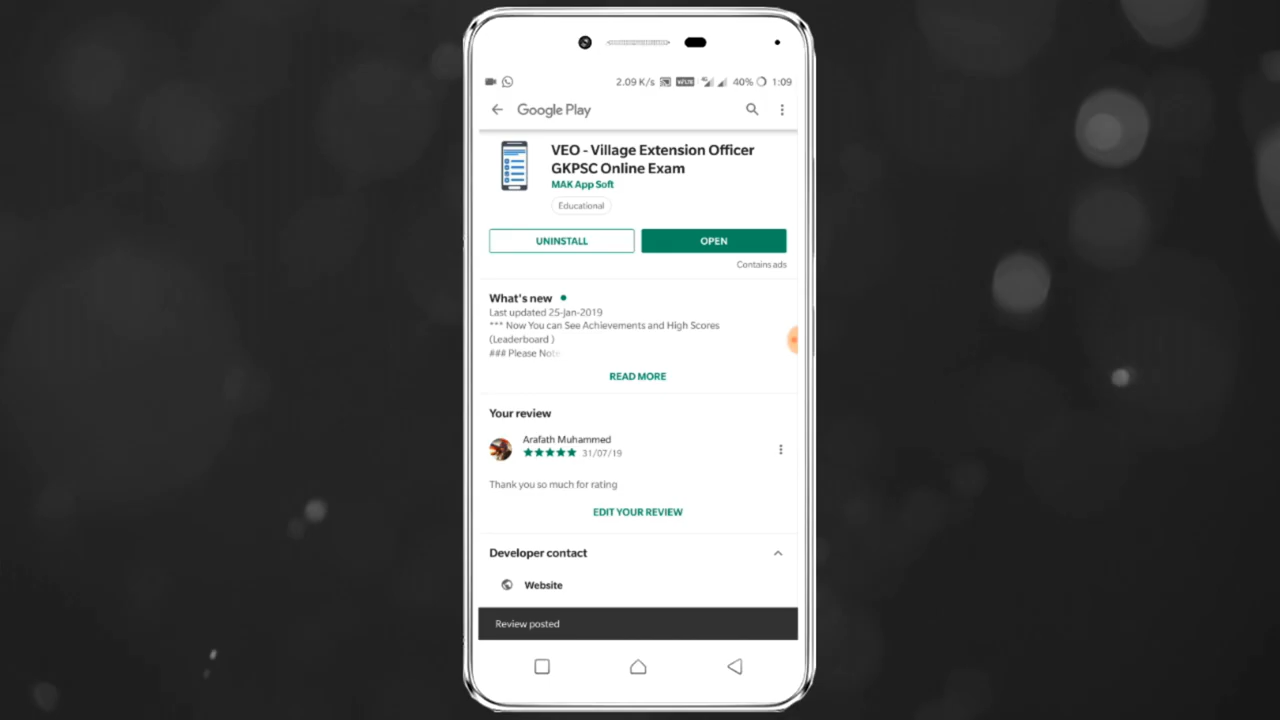 2.09 K/s VoLTE 4G 40% 1:09
Google Play
VEO - Village Extension Officer
GKPSC Online Exam
MAK App Soft
Educational
UNINSTALL OPEN
Contains ads
What's new
Last updated 25-Jan-2019
*** Now You can See Achievements and High Scores
(Leaderboard )
### Please Note
READ MORE
Your review
Arafath Muhammed
31/07/19
Thank you so much for rating
EDIT YOUR REVIEW
Developer contact
Website
Review posted